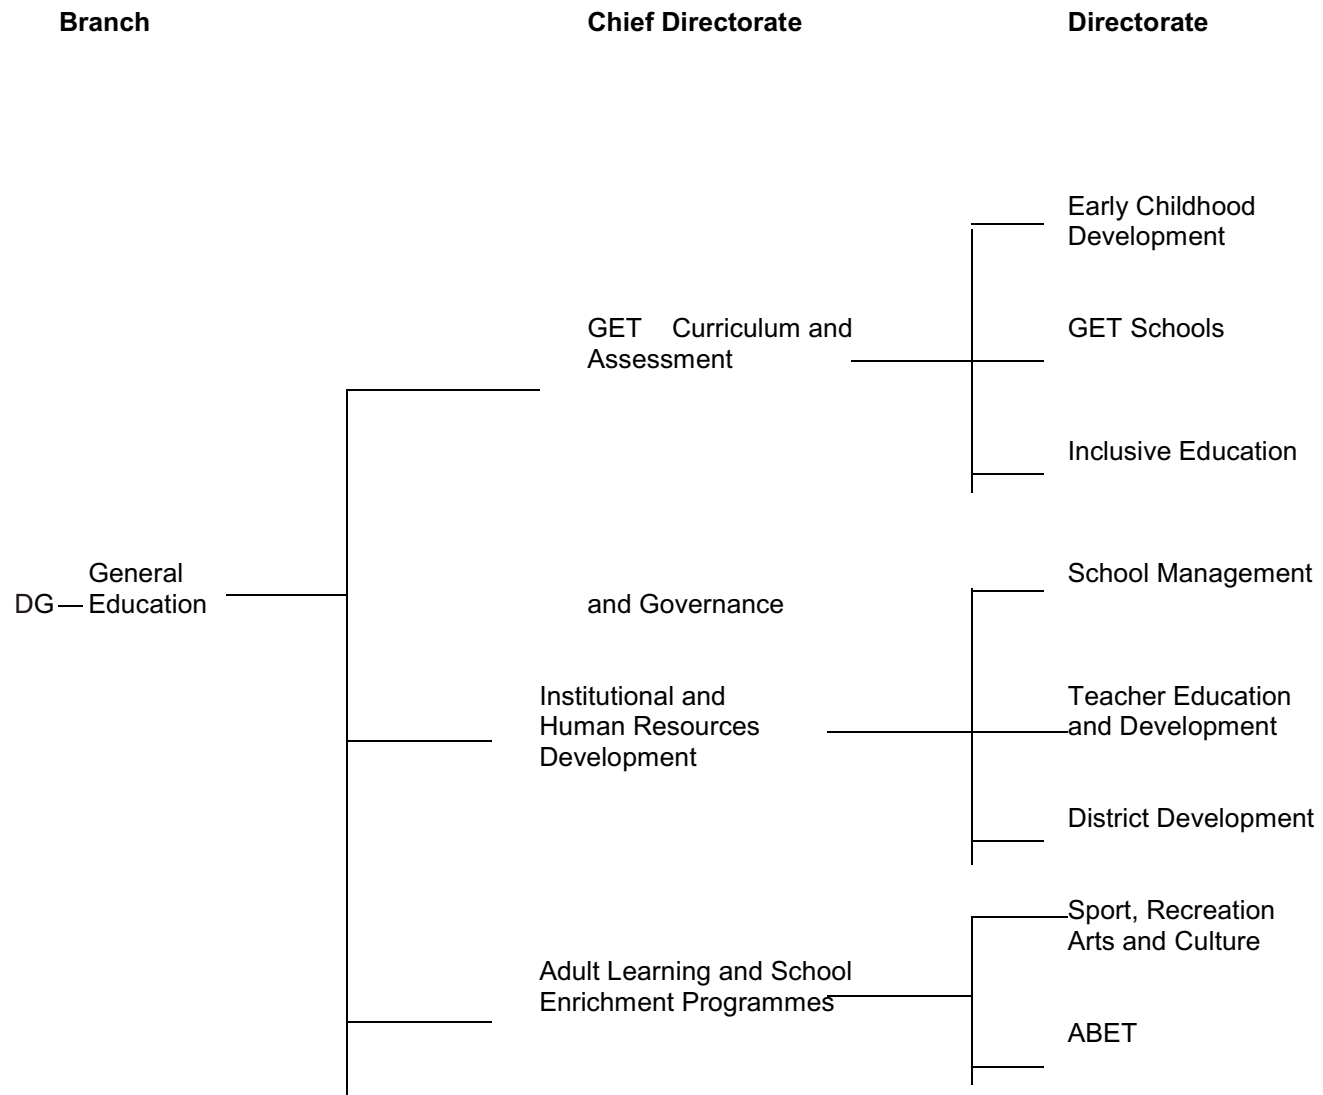 Branch Chief Directorate Directorate
Early Childhood
Development
GET Curriculum and
Assessment
GET Schools
Inclusive Education
General
DG Education
and Governance
School Management
Institutional and
Human Resources
Development
Teacher Education
and Development
District Development
Sport, Recreation
Arts and Culture
Adult Learning and School
Enrichment Programmes
ABET